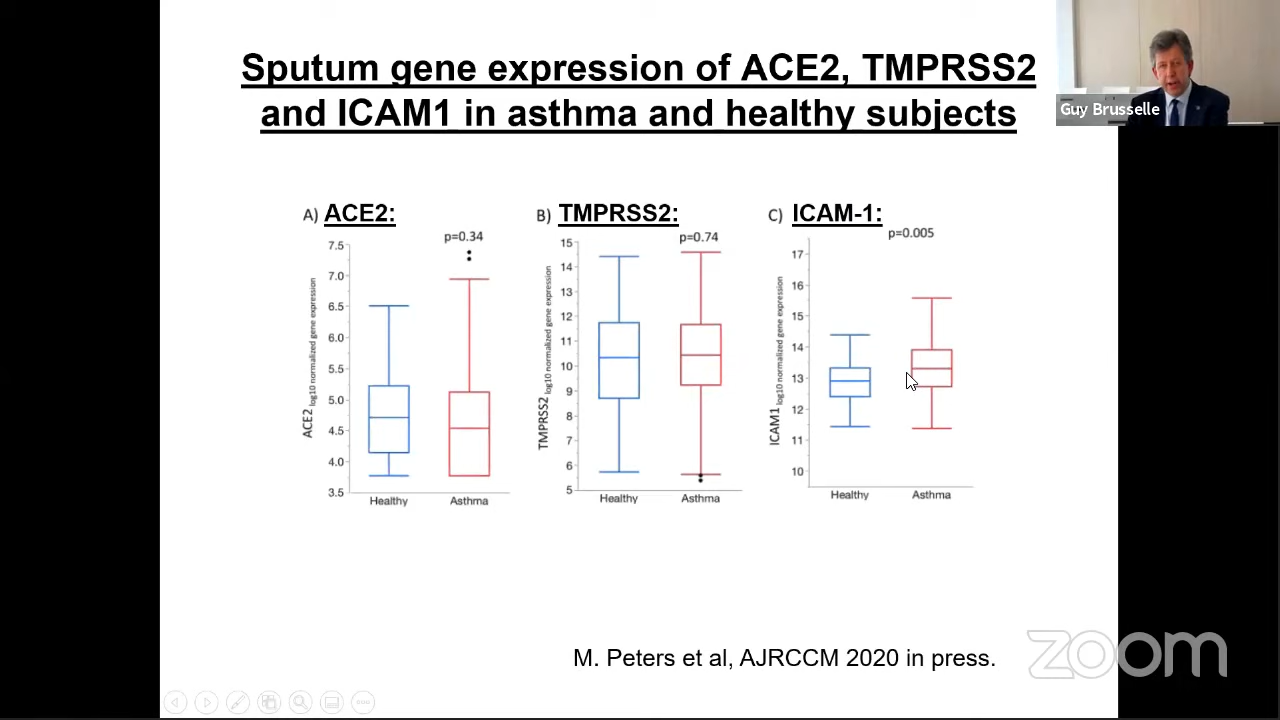 Sputum gene expression of ACE2, TMPRSS2
and ICAM1 in asthma and healthy subjects
Guy Brusselle
A) ACE2:
p=0.34
ACE2 log10 normalized gene expression
7.5
7.0
6.5
6.0
5.5
5.0
4.5
4.0
3.5
Healthy
Asthma
B) TMPRSS2:
p=0.74
TMPRSS2 log10 normalized gene expression
15
14
13
12
11
10
9
8
7
6
5
Healthy
Asthma
C) ICAM-1:
p=0.005
ICAM1 log10 normalized gene expression
17
16
15
14
13
12
11
10
Healthy
Asthma
M. Peters et al, AJRCCM 2020 in press.
zoom